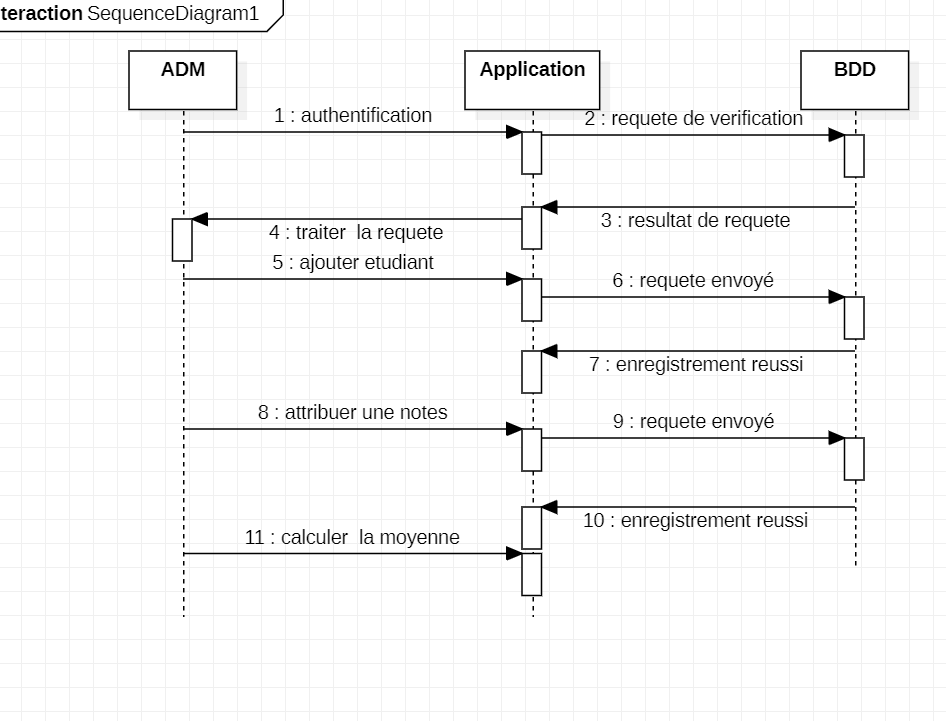 teraction SequenceDiagram1
ADM
Application
BDD
1 : authentification
2 : requete de verification
3 : resultat de requete
4 : traiter  la requete
5 : ajouter etudiant
6 : requete envoyé
7 : enregistrement reussi
8 : attribuer une notes
9 : requete envoyé
10 : enregistrement reussi
11 : calculer  la moyenne